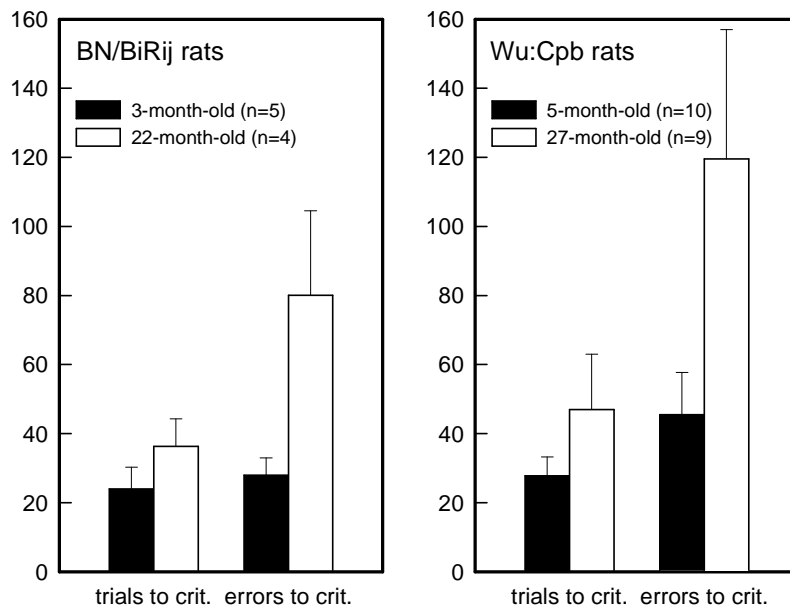 BN/BiRij rats
3-month-old (n=5)
22-month-old (n=4)
160
140
120
100
80
60
40
20
0
trials to crit. errors to crit.
Wu:Cpb rats
5-month-old (n=10)
27-month-old (n=9)
160
140
120
100
80
60
40
20
0
trials to crit. errors to crit.